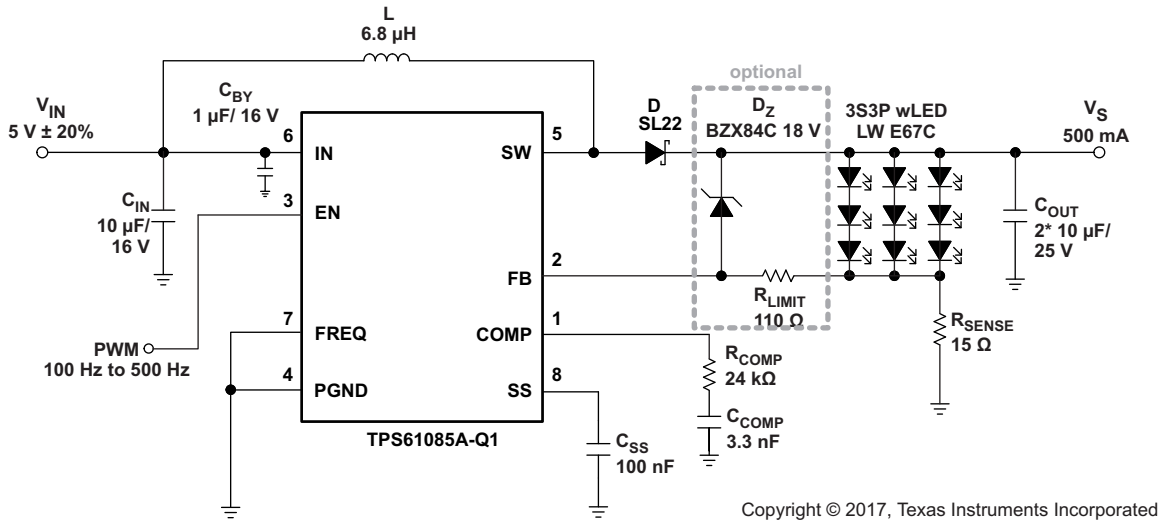 L
6.8 µH
optional
C_BY
1 µF/ 16 V
V_IN
5 V ± 20%
D
SL22
D_Z
BZX84C 18 V
3S3P wLED
LW E67C
V_S
500 mA
6
IN
5
SW
3
EN
C_IN
10 µF/
16 V
C_OUT
2* 10 µF/
25 V
2
FB
R_LIMIT
110 Ω
7
FREQ
1
COMP
R_SENSE
15 Ω
PWM
100 Hz to 500 Hz
R_COMP
24 kΩ
4
PGND
8
SS
C_COMP
3.3 nF
TPS61085A-Q1
C_SS
100 nF
Copyright © 2017, Texas Instruments Incorporated